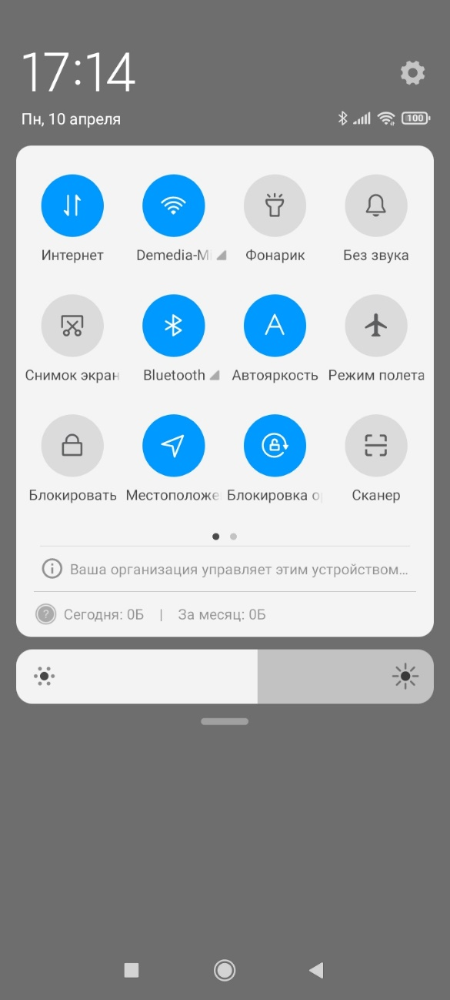 17:14
Пн, 10 апреля
100
Интернет
Demedia-Mi
Фонарик
Без звука
Снимок экран
Bluetooth
Автояркость
Режим полета
Блокировать
Местоположе
Блокировка о
Сканер
Ваша организация управляет этим устройством…
Сегодня: 0Б | За месяц: 0Б